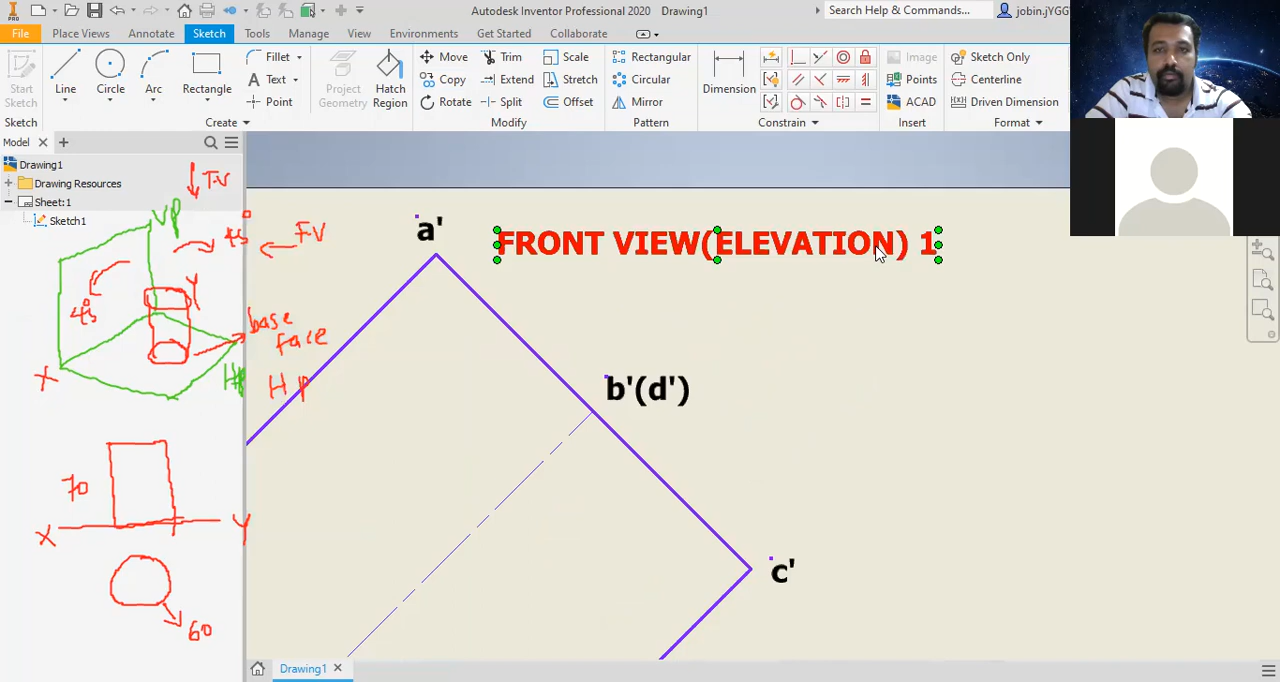 Autodesk Inventor Professional 2020 Drawing1
Search Help & Commands...
jobin.jYGG
File Place Views Annotate Sketch Tools Manage View Environments Get Started Collaborate
Start Sketch
Line Circle Arc Rectangle
Fillet
Text
Point
Project Geometry
Hatch Region
Move Trim Scale
Copy Extend Stretch
Rotate Split Offset
Rectangular
Circular
Mirror
Dimension
Image
Points
ACAD
Sketch Only
Centerline
Driven Dimension
Sketch Create Modify Pattern Constrain Insert Format
Model
Drawing1
Drawing Resources
Sheet:1
Sketch1
T.V
VP
45°
F.V
45°
Y
base face
X
HP
HP
70
X Y
60
FRONT VIEW(ELEVATION) 1
a'
b'(d')
c'
Drawing1